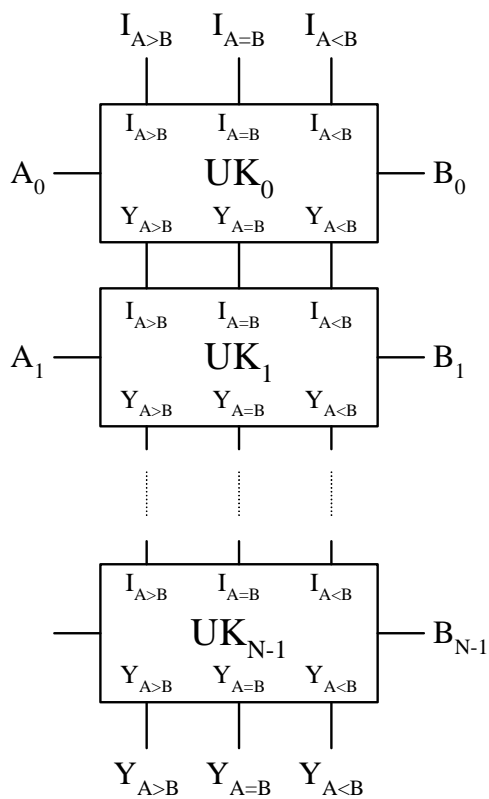 I_{A>B} I_{A=B} I_{A<B}
I_{A>B} I_{A=B} I_{A<B}
A_0 UK_0 B_0
Y_{A>B} Y_{A=B} Y_{A<B}
I_{A>B} I_{A=B} I_{A<B}
A_1 UK_1 B_1
Y_{A>B} Y_{A=B} Y_{A<B}
I_{A>B} I_{A=B} I_{A<B}
UK_{N-1} B_{N-1}
Y_{A>B} Y_{A=B} Y_{A<B}
Y_{A>B} Y_{A=B} Y_{A<B}